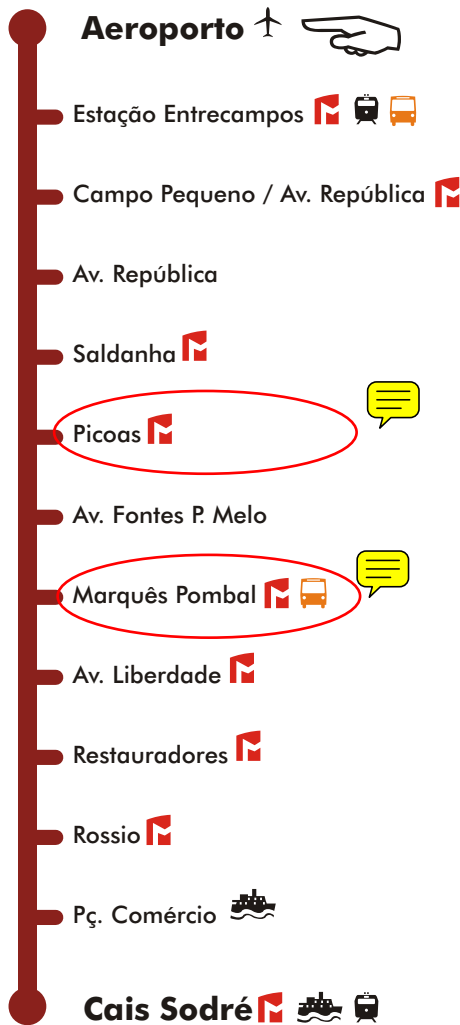 Aeroporto
Estação Entrecampos
Campo Pequeno / Av. República
Av. República
Saldanha
Picoas
Av. Fontes P. Melo
Marquês Pombal
Av. Liberdade
Restauradores
Rossio
Pç. Comércio
Cais Sodré